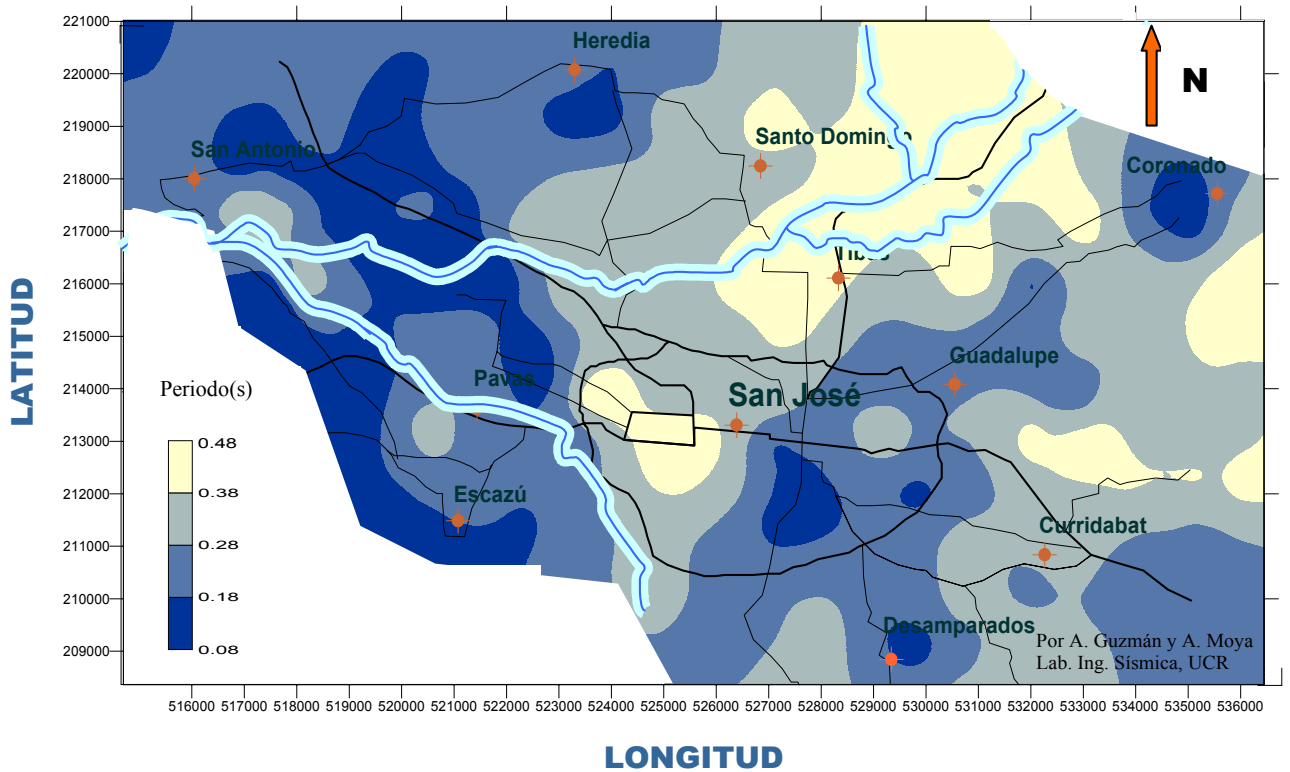 221000
220000
219000
218000
217000
216000
215000
214000
213000
212000
211000
210000
209000
LATITUD
Heredia
N
Santo Domingo
San Antonio
Coronado
Tibás
Guadalupe
Periodo(s)
Pavas
San José
0.48
0.38
0.28
0.18
0.08
Escazú
Curridabat
Desamparados
Por A. Guzmán y A. Moya
Lab. Ing. Sísmica, UCR
516000 517000 518000 519000 520000 521000 522000 523000 524000 525000 526000 527000 528000 529000 530000 531000 532000 533000 534000 535000 536000
LONGITUD